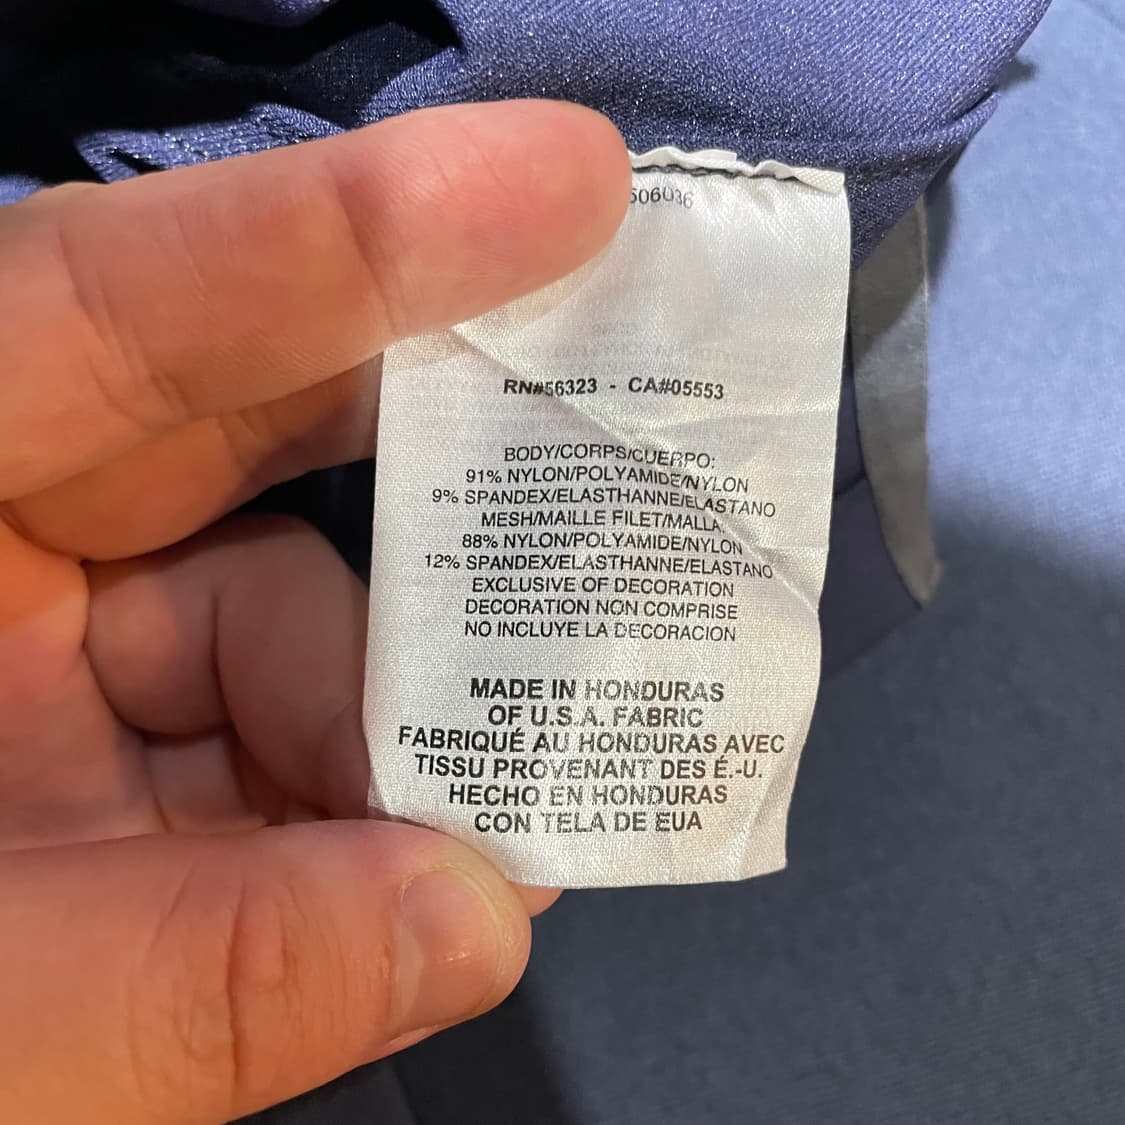 506036
RN#56323 - CA#05553
BODY/CORPS/CUERPO:
91% NYLON/POLYAMIDE/NYLON
9% SPANDEX/ELASTHANNE/ELASTANO
MESH/MAILLE FILET/MALLA:
88% NYLON/POLYAMIDE/NYLON
12% SPANDEX/ELASTHANNE/ELASTANO
EXCLUSIVE OF DECORATION
DECORATION NON COMPRISE
NO INCLUYE LA DECORACION
MADE IN HONDURAS
OF U.S.A. FABRIC
FABRIQUÉ AU HONDURAS AVEC
TISSU PROVENANT DES É.-U.
HECHO EN HONDURAS
CON TELA DE EUA